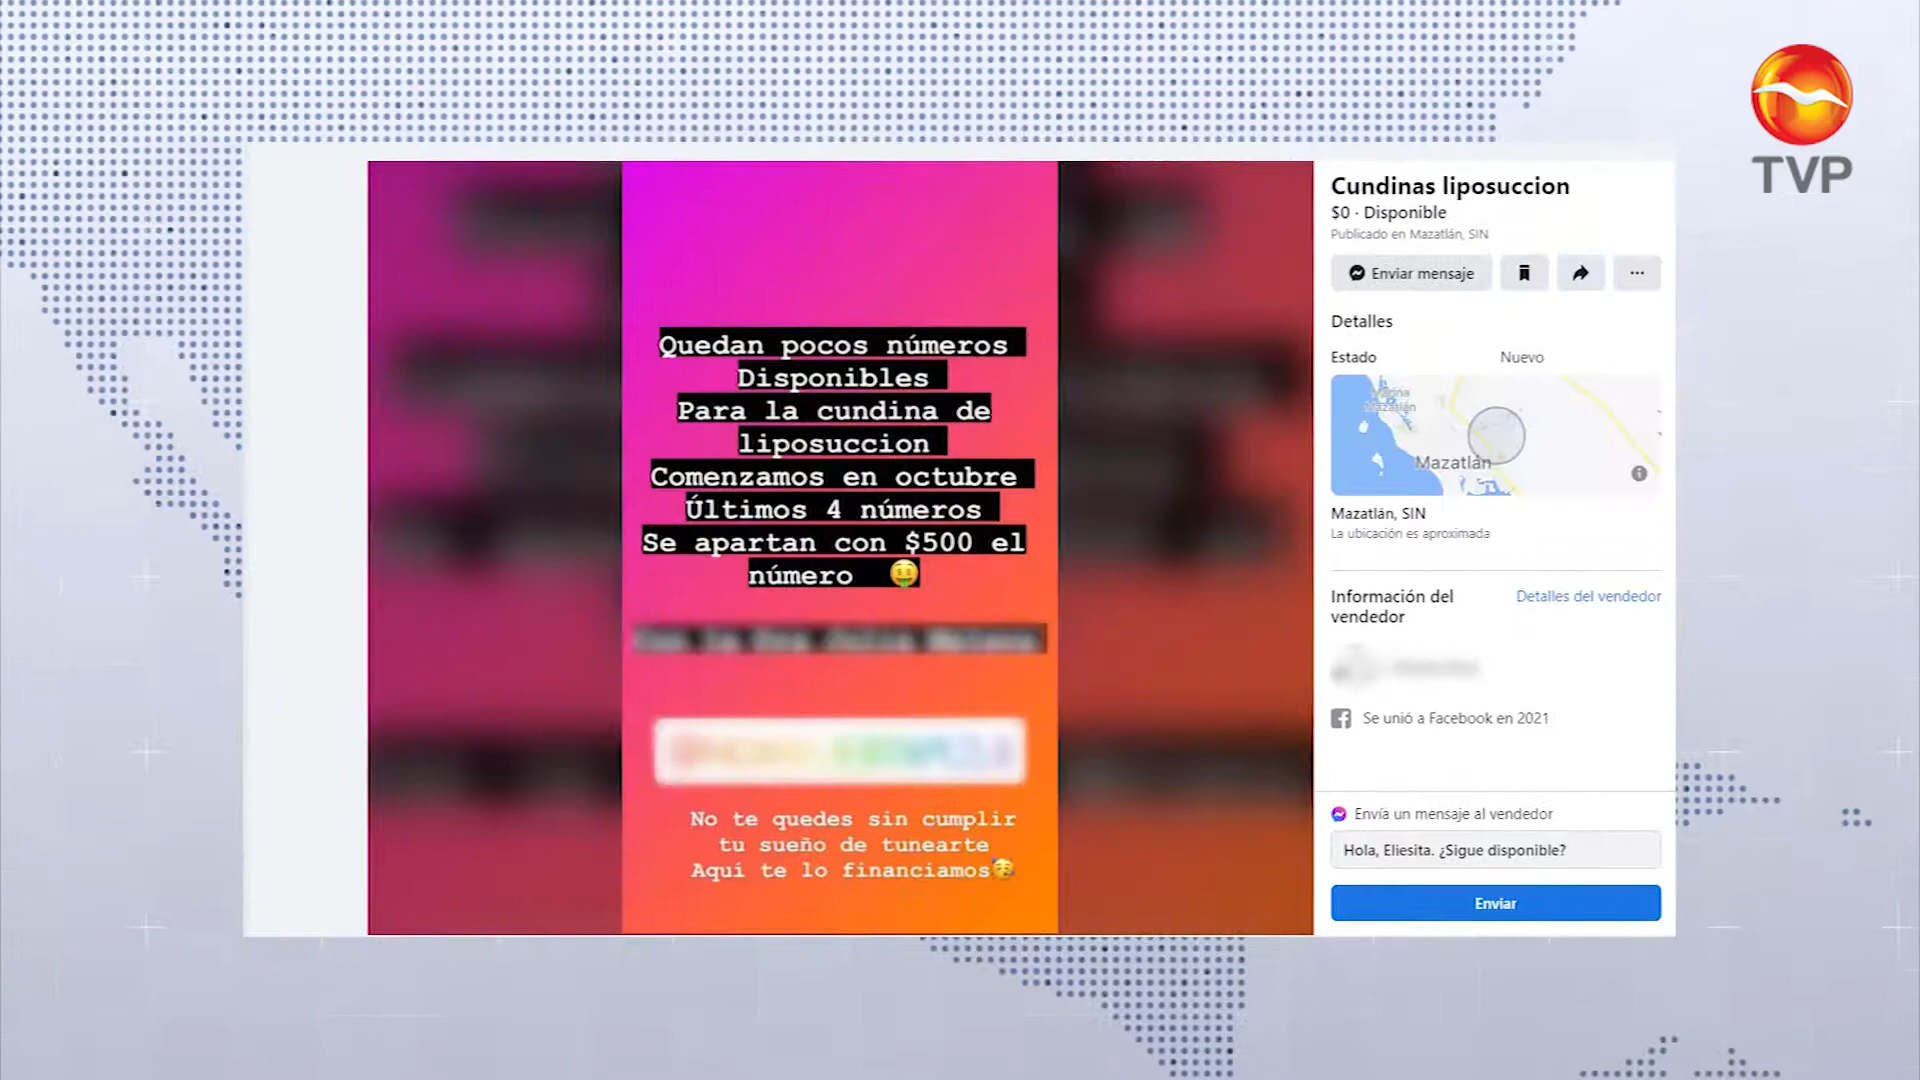 TVP
Quedan pocos números
Disponibles
Para la cundina de
liposuccion
Comenzamos en octubre
Últimos 4 números
Se apartan con $500 el
número
No te quedes sin cumplir
tu sueño de tunearte
Aquí te lo financiamos
Cundinas liposuccion
$0 · Disponible
Publicado en Mazatlán, SIN
Enviar mensaje
Detalles
Estado Nuevo
Marina
Mazatlán
Mazatlán
Mazatlán, SIN
La ubicación es aproximada
Información del
vendedor
Detalles del vendedor
Se unió a Facebook en 2021
Envía un mensaje al vendedor
Hola, Eliesita. ¿Sigue disponible?
Enviar